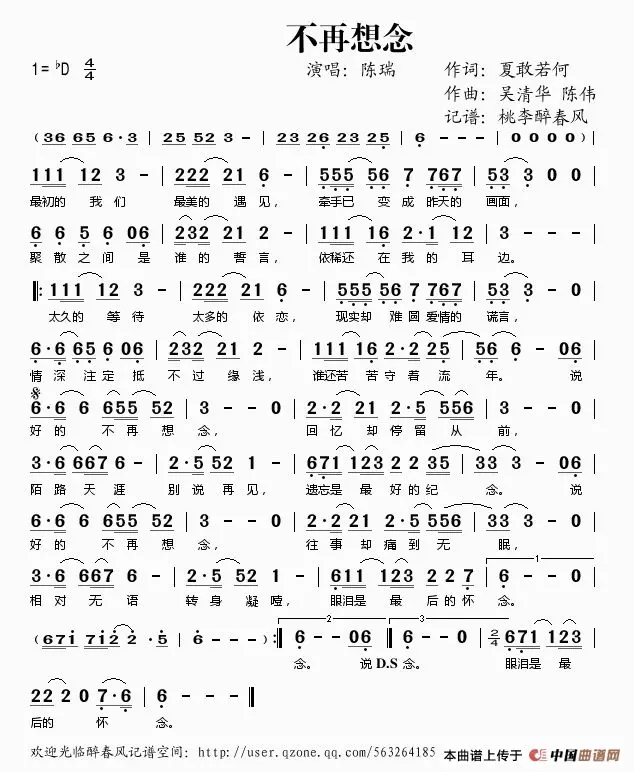 不再想念
1=♭D 4/4 演唱：陈瑞 作词：夏敢若何
作曲：吴清华 陈伟
记谱：桃李醉春风
(36 65 6·3 | 25 52 3 - | 23 26 23 25 | 6 - - - | 0 0 0 0)
111 12 3 - | 222 21 6 - | 555 56 7 767 | 53 3 0 0 |
最初的 我们 最美的 遇见， 牵手已 变成 昨天的 画面，
6 6 5 6 06 | 232 21 2 - | 111 16 2·1 12 | 3 - - - |
聚散之间是 谁的誓言， 依稀还在我的耳边。
‖: 111 12 3 - | 222 21 6 - | 555 56 7 767 | 53 3 - 0 |
太久的 等待 太多的 依恋， 现实却 难圆 爱情的 谎言，
6·6 65 6 06 | 232 21 2 - | 111 16 2·2 21 | 56 6 - 06 |
情深注定抵 不过缘浅， 谁还苦苦守着流 年。 说
6·6 6 655 52 | 3 - - 0 | 2·2 21 2·5 556 | 3 - - 0 |
好的 不再想 念， 回忆却停留从 前，
3·6 667 6 - | 2·5 52 1 - | 671 123 2 2 35 | 33 3 - 06 |
陌路天涯 别说再见， 遗忘是最好的纪 念。 说
6·6 6 655 52 | 3 - - 0 | 2·2 21 2·5 556 | 33 3 - 0 |
好的 不再想 念， 往事却痛到无 眠，
3·6 667 6 - | 2·5 52 1 - | 611 123 2 2 7 | 6 - - - |
相对无语 转身凝噎， 眼泪是最后的怀 念。
(671 712 2 ·5 | 6 - - -) :‖ 6 - - 06 ‖ 6 - - - | 2/4 671 123 |
念。 说 D.S 念。 眼泪是 最
22 2 0 7·6 | 6 - - - ‖
后的 怀 念。
欢迎光临醉春风记谱空间：http://user.qzone.qq.com/563264185 本曲谱上传于 中国曲谱网